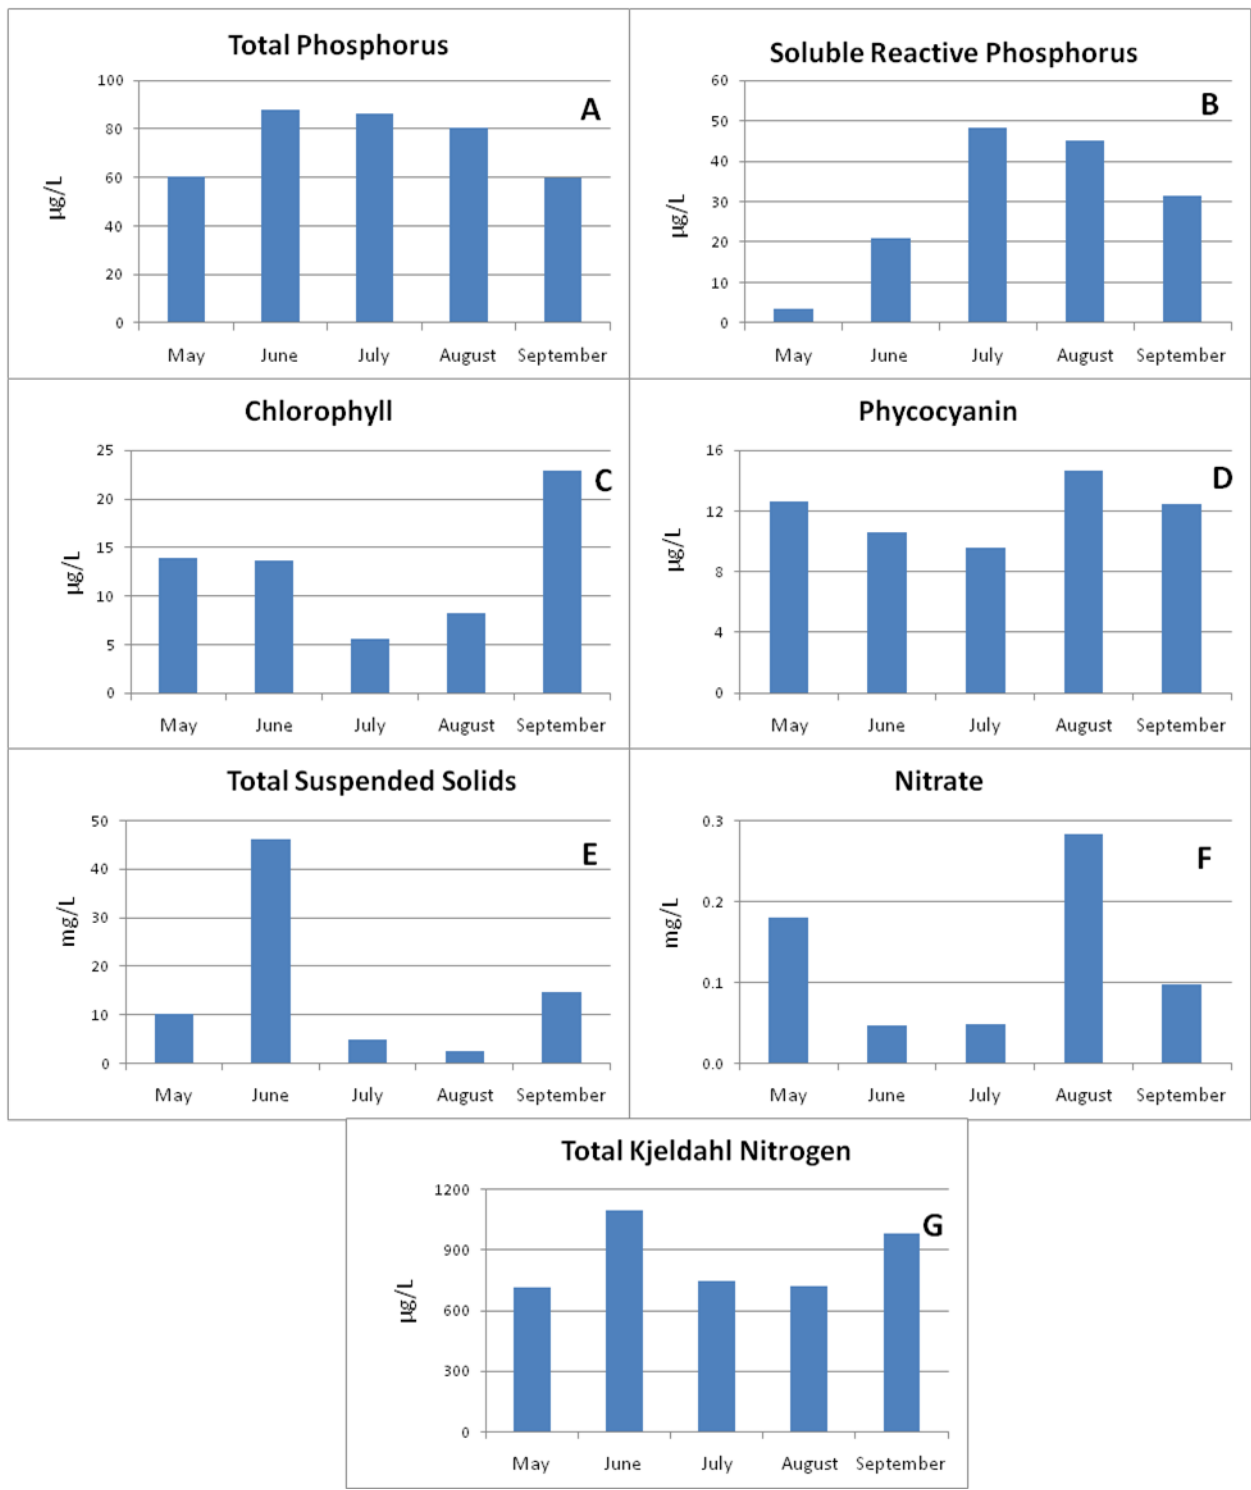 Total Phosphorus
A
µg/L
100
80
60
40
20
0
May June July August September
Soluble Reactive Phosphorus
B
µg/L
60
50
40
30
20
10
0
May June July August September
Chlorophyll
C
µg/L
25
20
15
10
5
0
May June July August September
Phycocyanin
D
µg/L
16
12
8
4
0
May June July August September
Total Suspended Solids
E
mg/L
50
40
30
20
10
0
May June July August September
Nitrate
F
mg/L
0.3
0.2
0.1
0.0
May June July August September
Total Kjeldahl Nitrogen
G
µg/L
1200
900
600
300
0
May June July August September